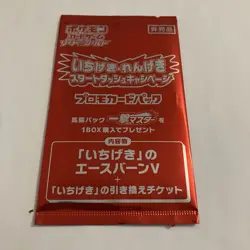 ポケモン
カードゲーム
非売品
いちげき・れんげき
スタートダッシュキャンペーン
プロモカードパック
拡張パック 一撃マスター を
1BOX購入でプレゼント
内容物
「いちげき」の
エースバーンV
+
「いちげき」の引き換えチケット